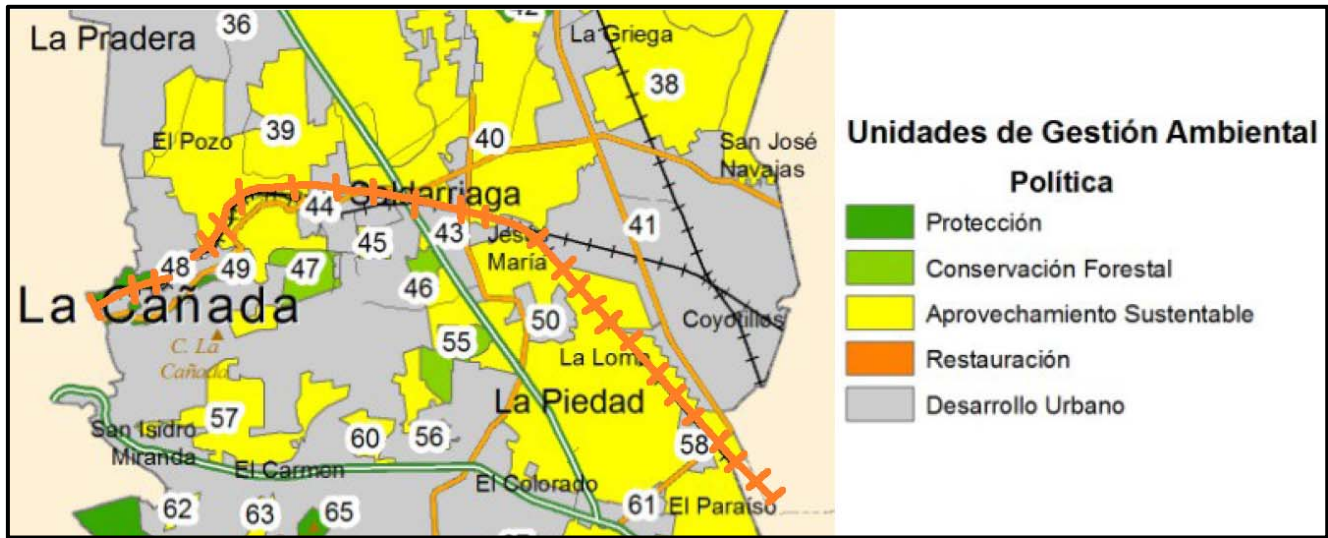 36
42
La Pradera
La Griega
38
El Pozo
39
40
San José
Navajas
Saldarriaga
44
41
43
45
Jesús
María
48
49
47
46
La Cañada
50
Coyotillos
C. La
Cañada
55
La Loma
La Piedad
57
San Isidro
Miranda
60
56
58
El Carmen
El Colorado
62
63
65
61
El Paraíso
Unidades de Gestión Ambiental
Política
Protección
Conservación Forestal
Aprovechamiento Sustentable
Restauración
Desarrollo Urbano